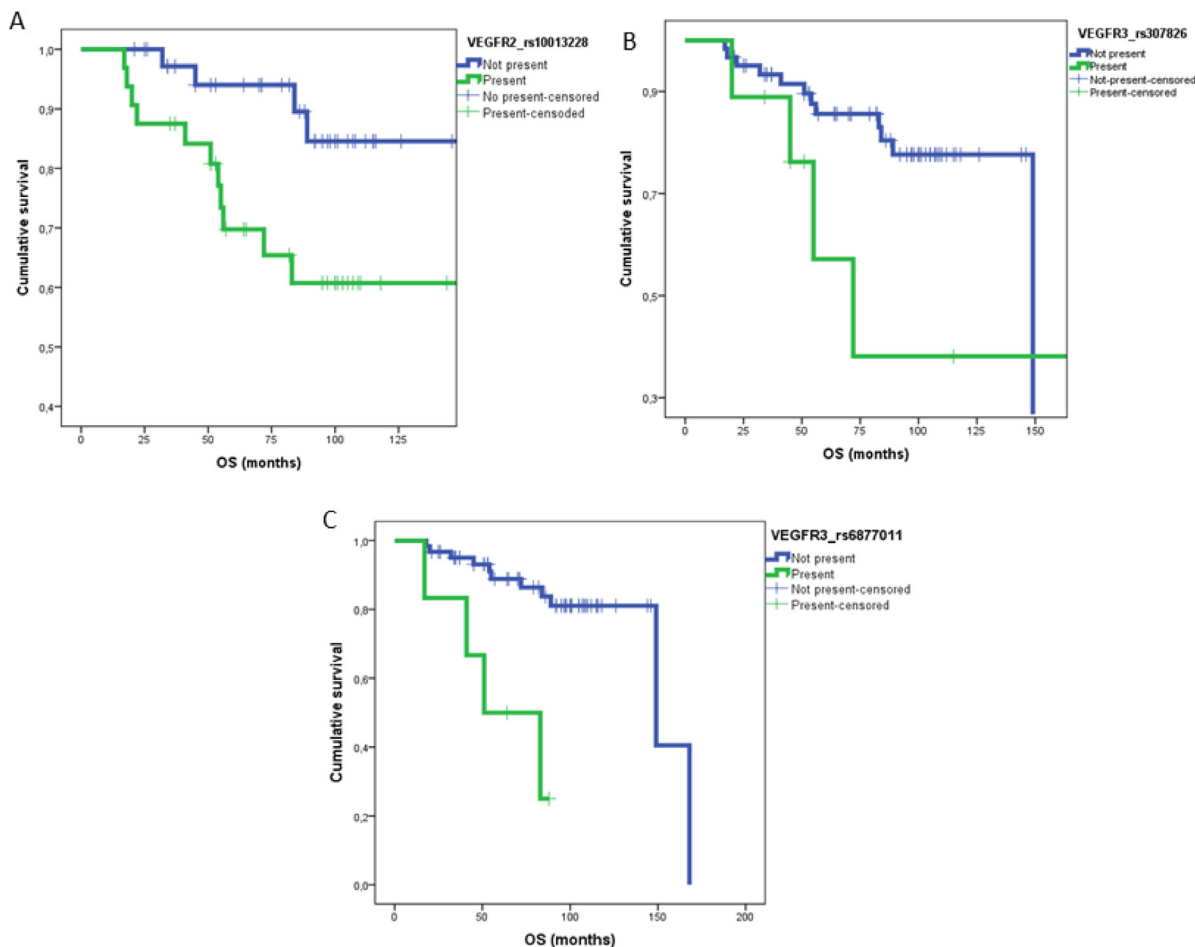 A
VEGFR2_rs10013228
Not present
Present
No present-censored
Present-censoded
1,0
0,9
0,8
0,7
0,6
0,5
0,4
Cumulative survival
0 25 50 75 100 125
OS (months)
B
VEGFR3_rs307826
Not present
Present
Not-present-censored
Present-censored
0,9
0,7
0,5
0,3
Cumulative survival
0 25 50 75 100 125 150
OS (months)
C
VEGFR3_rs6877011
Not present
Present
Not present-censored
Present-censored
1,0
0,8
0,6
0,4
0,2
0,0
Cumulative survival
0 50 100 150 200
OS (months)